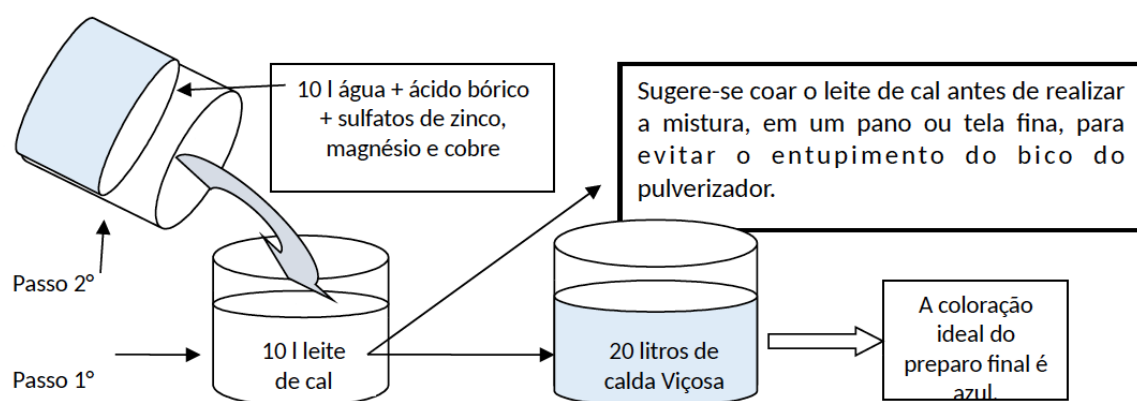 10 l água + ácido bórico
+ sulfatos de zinco,
magnésio e cobre
Sugere-se coar o leite de cal antes de realizar
a mistura, em um pano ou tela fina, para
evitar o entupimento do bico do
pulverizador.
Passo 2°
Passo 1°
10 l leite
de cal
20 litros de
calda Viçosa
A coloração
ideal do
preparo final é
azul.